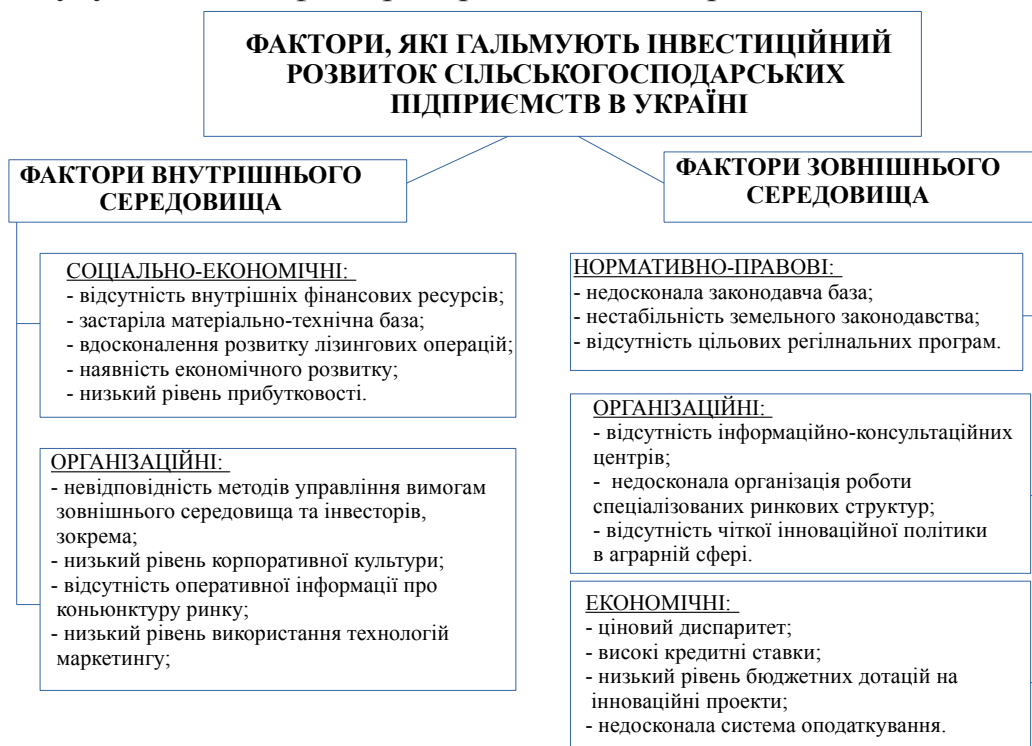 ФАКТОРИ, ЯКІ ГАЛЬМУЮТЬ ІНВЕСТИЦІЙНИЙ
РОЗВИТОК СІЛЬСЬКОГОСПОДАРСЬКИХ
ПІДПРИЄМСТВ В УКРАЇНІ
ФАКТОРИ ВНУТРІШНЬОГО
СЕРЕДОВИЩА
СОЦІАЛЬНО-ЕКОНОМІЧНІ:
- відсутність внутрішніх фінансових ресурсів;
- застаріла матеріально-технічна база;
- вдосконалення розвитку лізингових операцій;
- наявність економічного розвитку;
- низький рівень прибутковості.
ОРГАНІЗАЦІЙНІ:
- невідповідність методів управління вимогам
зовнішнього середовища та інвесторів,
зокрема;
- низький рівень корпоративної культури;
- відсутність оперативної інформації про
коньюнктуру ринку;
- низький рівень використання технологій
маркетингу;
ФАКТОРИ ЗОВНІШНЬОГО
СЕРЕДОВИЩА
НОРМАТИВНО-ПРАВОВІ:
- недосконала законодавча база;
- нестабільність земельного законодавства;
- відсутність цільових регілнальних програм.
ОРГАНІЗАЦІЙНІ:
- відсутність інформаційно-консультаційних
центрів;
- недосконала організація роботи
спеціалізованих ринкових структур;
- відсутність чіткої інноваційної політики
в аграрній сфері.
ЕКОНОМІЧНІ:
- ціновий диспаритет;
- високі кредитні ставки;
- низький рівень бюджетних дотацій на
інноваційні проекти;
- недосконала система оподаткування.